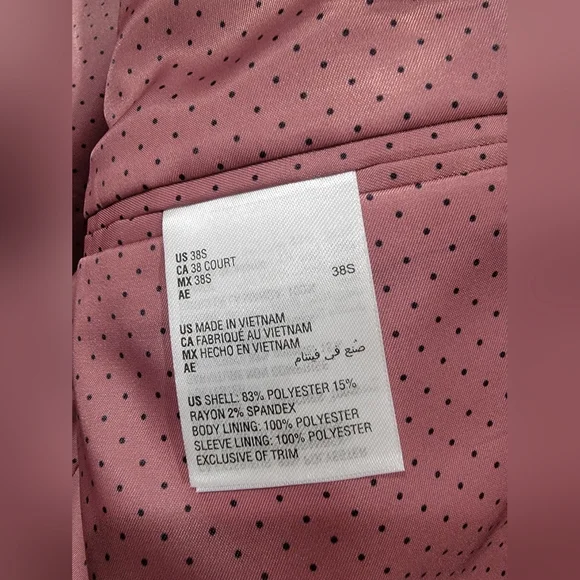 US 38S
CA 38 COURT
MX 38S
AE 38S
US MADE IN VIETNAM
CA FABRIQUÉ AU VIETNAM
MX HECHO EN VIETNAM
AE صنع في فيتنام
US SHELL: 83% POLYESTER 15%
RAYON 2% SPANDEX
BODY LINING: 100% POLYESTER
SLEEVE LINING: 100% POLYESTER
EXCLUSIVE OF TRIM